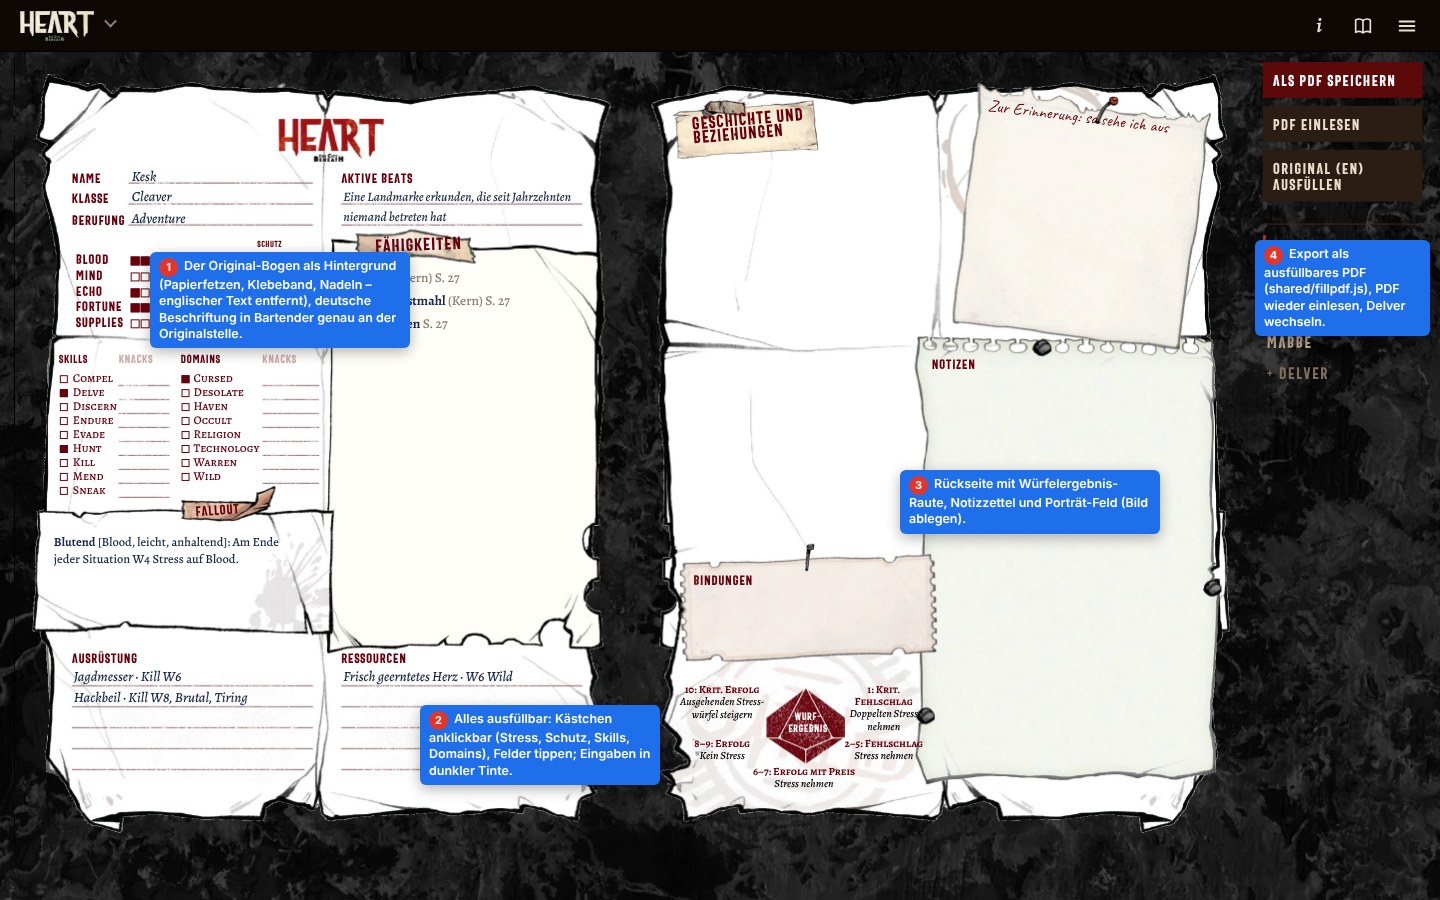 HEART
i
ALS PDF SPEICHERN
PDF EINLESEN
ORIGINAL (EN)
AUSFÜLLEN
HEART
NAME Kesk
KLASSE Cleaver
BERUFUNG Adventure
AKTIVE BEATS
Eine Landmarke erkunden, die seit Jahrzehnten
niemand betreten hat
SCHUTZ
BLOOD
MIND
ECHO
FORTUNE
SUPPLIES
1 Der Original-Bogen als Hintergrund
(Papierfetzen, Klebeband, Nadeln –
englischer Text entfernt), deutsche
Beschriftung in Bartender genau an der
Originalstelle.
FÄHIGKEITEN
ern) S. 27
stmahl (Kern) S. 27
en S. 27
SKILLS KNACKS DOMAINS KNACKS
COMPEL CURSED
DELVE DESOLATE
DISCERN HAVEN
ENDURE OCCULT
EVADE RELIGION
HUNT TECHNOLOGY
KILL WARREN
MEND WILD
SNEAK
FALLOUT
Blutend [Blood, leicht, anhaltend]: Am Ende
jeder Situation W4 Stress auf Blood.
AUSRÜSTUNG
Jagdmesser · Kill W6
Hackbeil · Kill W8, Brutal, Tiring
RESSOURCEN
Frisch geerntetes Herz · W6 Wild
2 Alles ausfüllbar: Kästchen
anklickbar (Stress, Schutz, Skills,
Domains), Felder tippen; Eingaben in
dunkler Tinte.
GESCHICHTE UND
BEZIEHUNGEN
Zur Erinnerung: so sehe ich aus
NOTIZEN
3 Rückseite mit Würfelergebnis-
Raute, Notizzettel und Porträt-Feld (Bild
ablegen).
BINDUNGEN
10: KRIT. ERFOLG
Ausgehenden Stress-
würfel steigern
8–9: ERFOLG
Kein Stress
WURF-
ERGEBNIS
1: KRIT.
FEHLSCHLAG
Doppelten Stress
nehmen
2–5: FEHLSCHLAG
Stress nehmen
6–7: ERFOLG MIT PREIS
Stress nehmen
4 Export als
ausfüllbares PDF
(shared/fillpdf.js), PDF
wieder einlesen, Delver
wechseln.
MABBE
+ DELVER